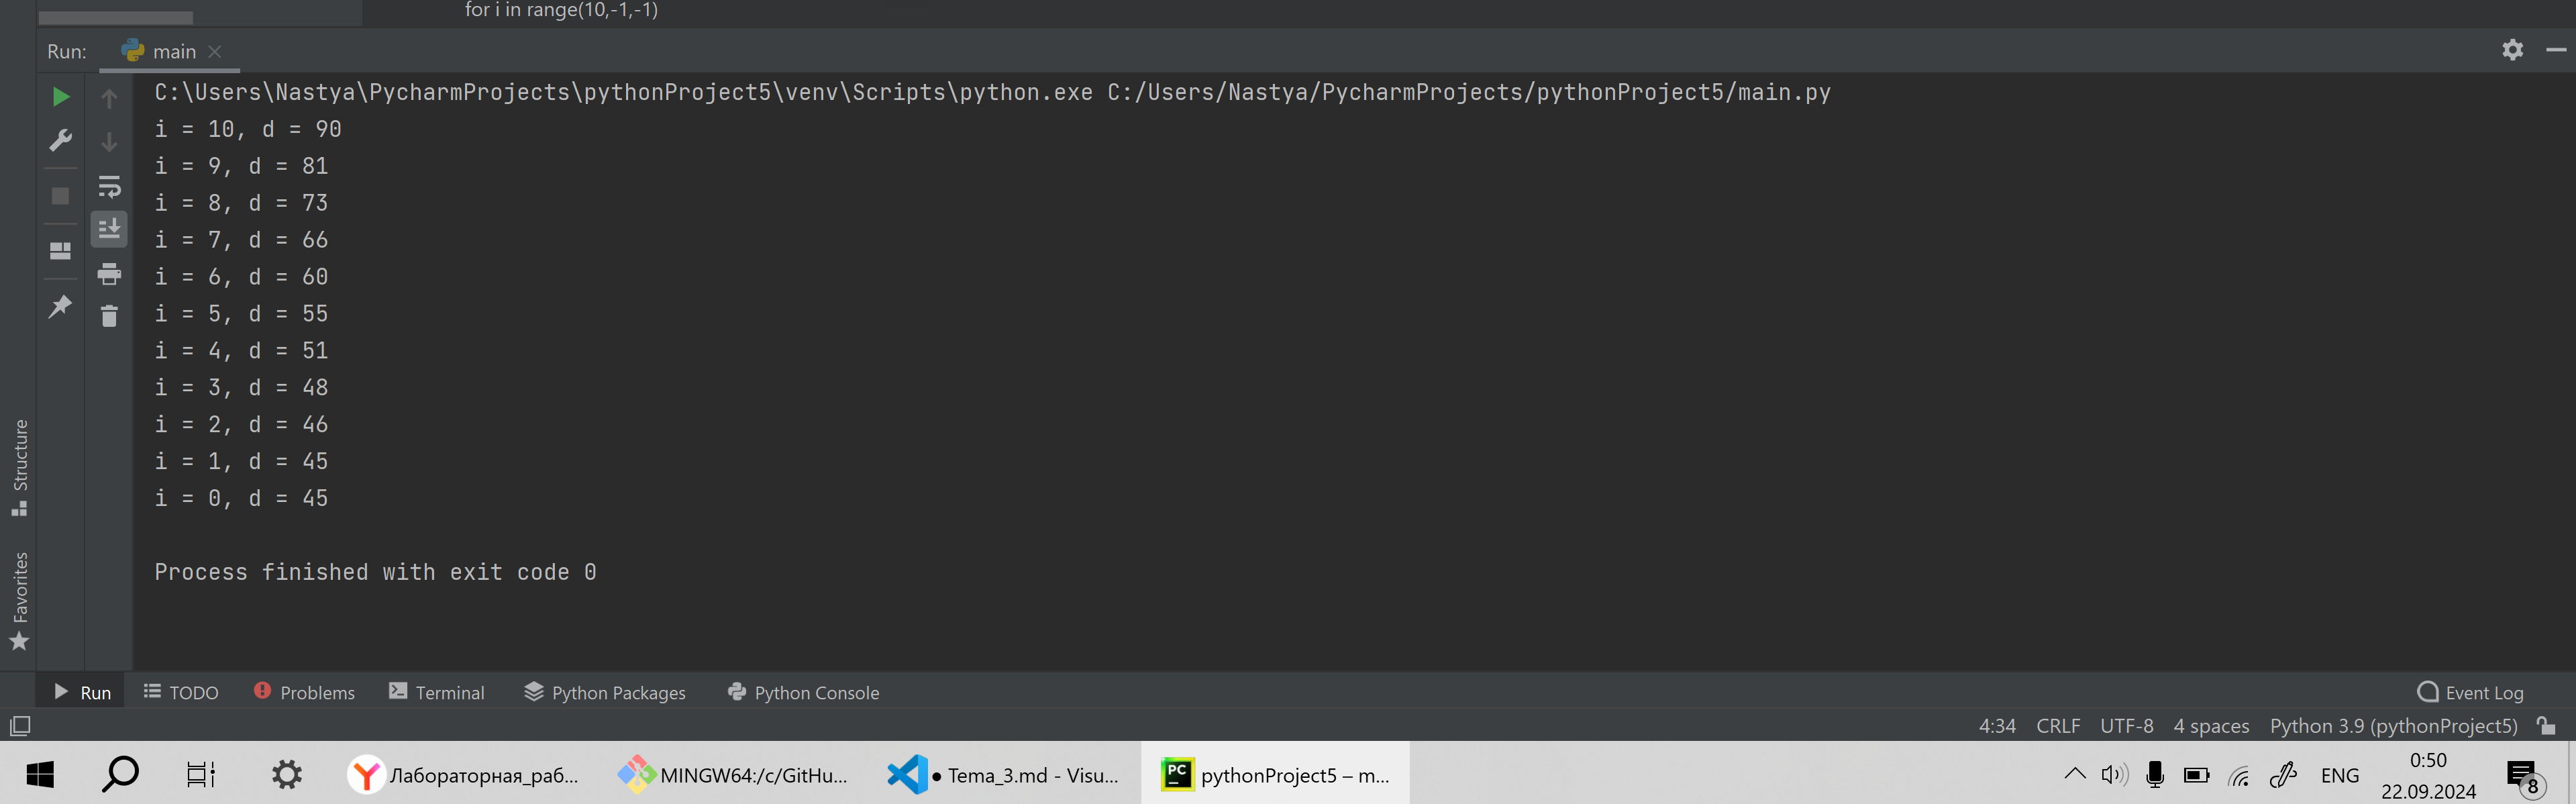 for i in range(10,-1,-1)
Run: main
C:\Users\Nastya\PycharmProjects\pythonProject5\venv\Scripts\python.exe C:/Users/Nastya/PycharmProjects/pythonProject5/main.py
i = 10, d = 90
i = 9, d = 81
i = 8, d = 73
i = 7, d = 66
i = 6, d = 60
i = 5, d = 55
i = 4, d = 51
i = 3, d = 48
i = 2, d = 46
i = 1, d = 45
i = 0, d = 45
Process finished with exit code 0
Structure
Favorites
Run TODO Problems Terminal Python Packages Python Console Event Log
4:34 CRLF UTF-8 4 spaces Python 3.9 (pythonProject5)
Лабораторная_раб... MINGW64:/c/GitHu... ● Tema_3.md - Visu... PC pythonProject5 – m... ENG 0:50
22.09.2024 8